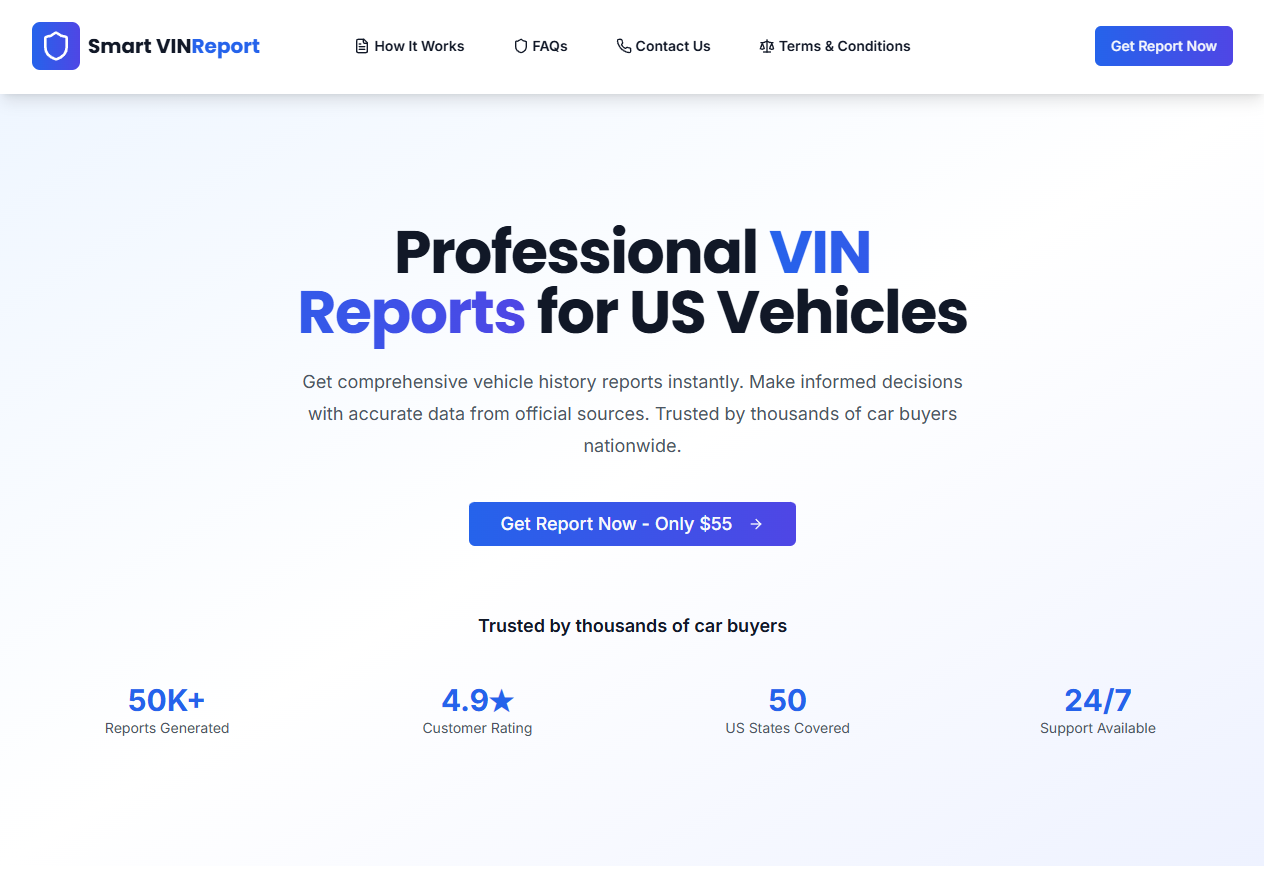 Smart VINReport
How It Works
FAQs
Contact Us
Terms & Conditions
Get Report Now
Professional VIN
Reports for US Vehicles
Get comprehensive vehicle history reports instantly. Make informed decisions
with accurate data from official sources. Trusted by thousands of car buyers
nationwide.
Get Report Now - Only $55 →
Trusted by thousands of car buyers
50K+
Reports Generated
4.9★
Customer Rating
50
US States Covered
24/7
Support Available